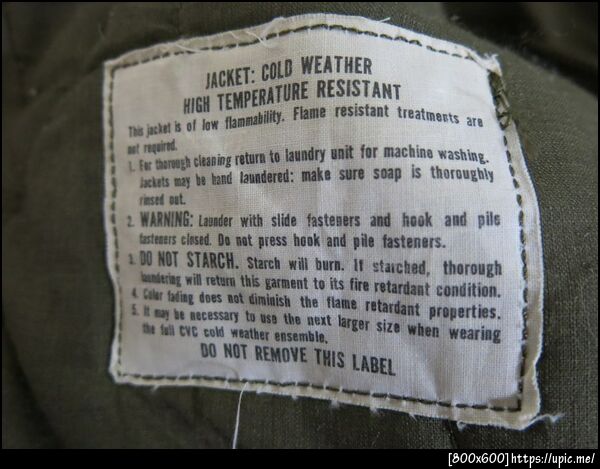 JACKET: COLD WEATHER
HIGH TEMPERATURE RESISTANT
This jacket is of low flammability. Flame resistant treatments are
not required.
1. For thorough cleaning return to laundry unit for machine washing.
Jackets may be hand laundered: make sure soap is thoroughly
rinsed out.
2. WARNING: Launder with slide fasteners and hook and pile
fasteners closed. Do not press hook and pile fasteners.
3. DO NOT STARCH. Starch will burn. If starched, thorough
laundering will return this garment to its fire retardant condition.
4. Color fading does not diminish the flame retardant properties.
5. It may be necessary to use the next larger size when wearing
the full CVC cold weather ensemble.
DO NOT REMOVE THIS LABEL
[800x600]https://upic.me/